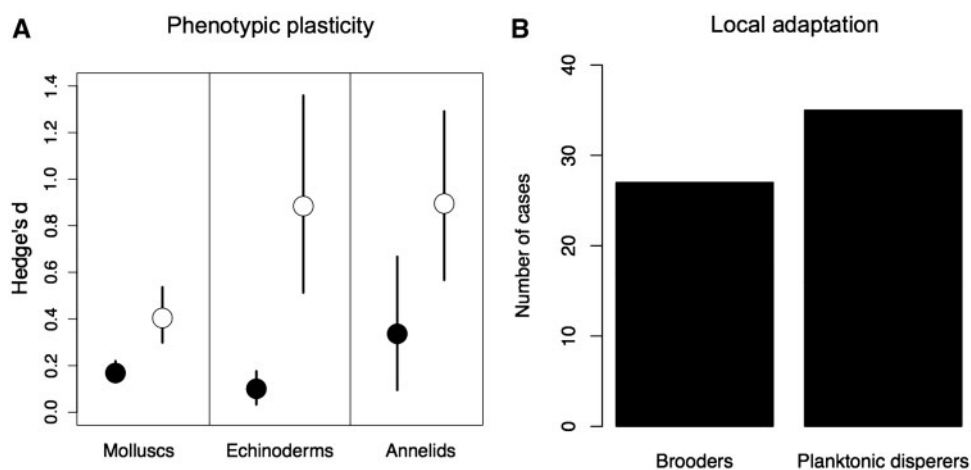 A
Phenotypic plasticity
Hedge's d
1.4
1.2
1.0
0.8
0.6
0.4
0.2
0.0
Molluscs
Echinoderms
Annelids
B
Local adaptation
Number of cases
40
30
20
10
0
Brooders
Planktonic disperers